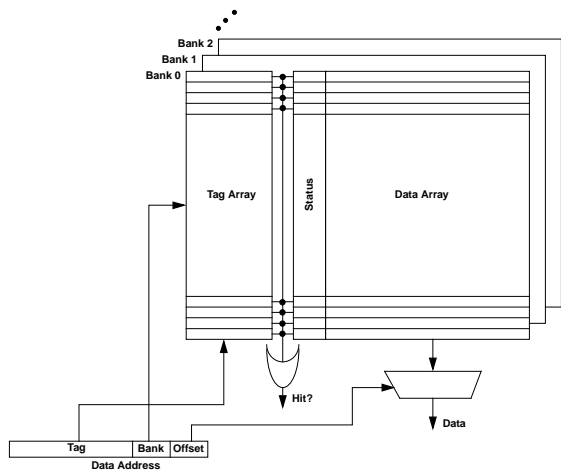 Bank 2
Bank 1
Bank 0
Tag Array
Status
Data Array
Hit?
Data
Tag
Bank
Offset
Data Address